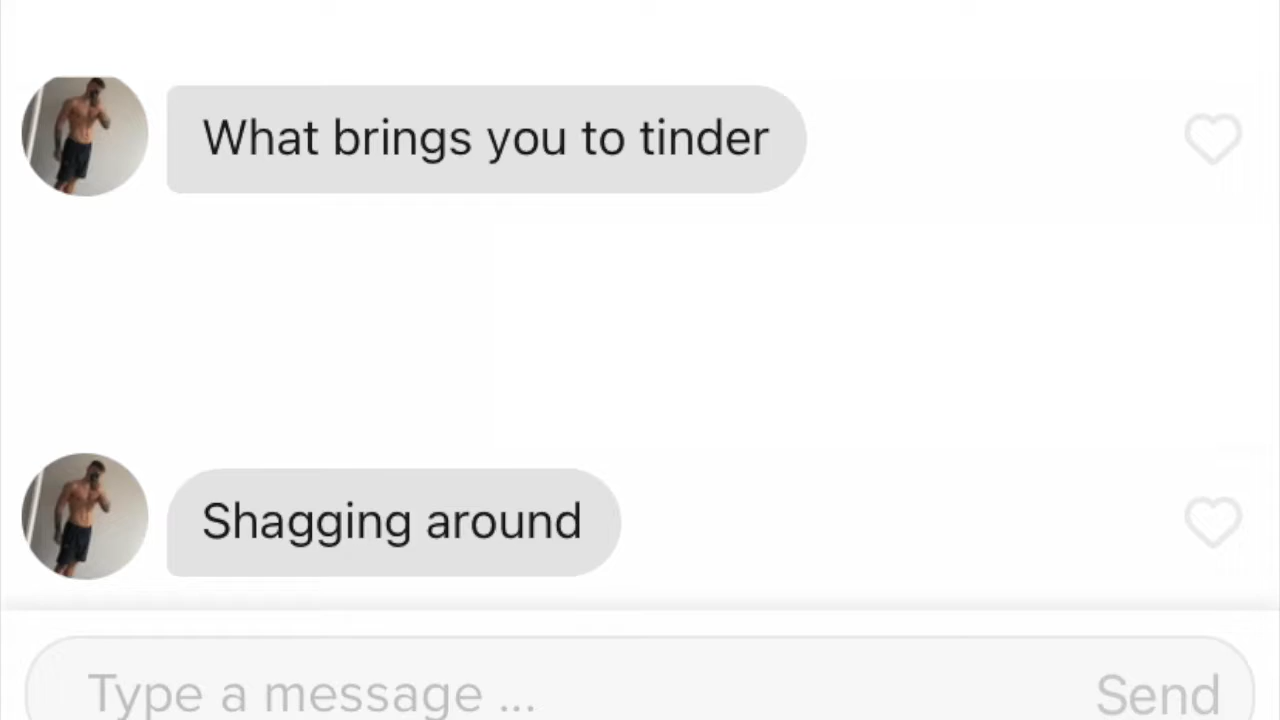 What brings you to tinder
Shagging around
Type a message ...
Send